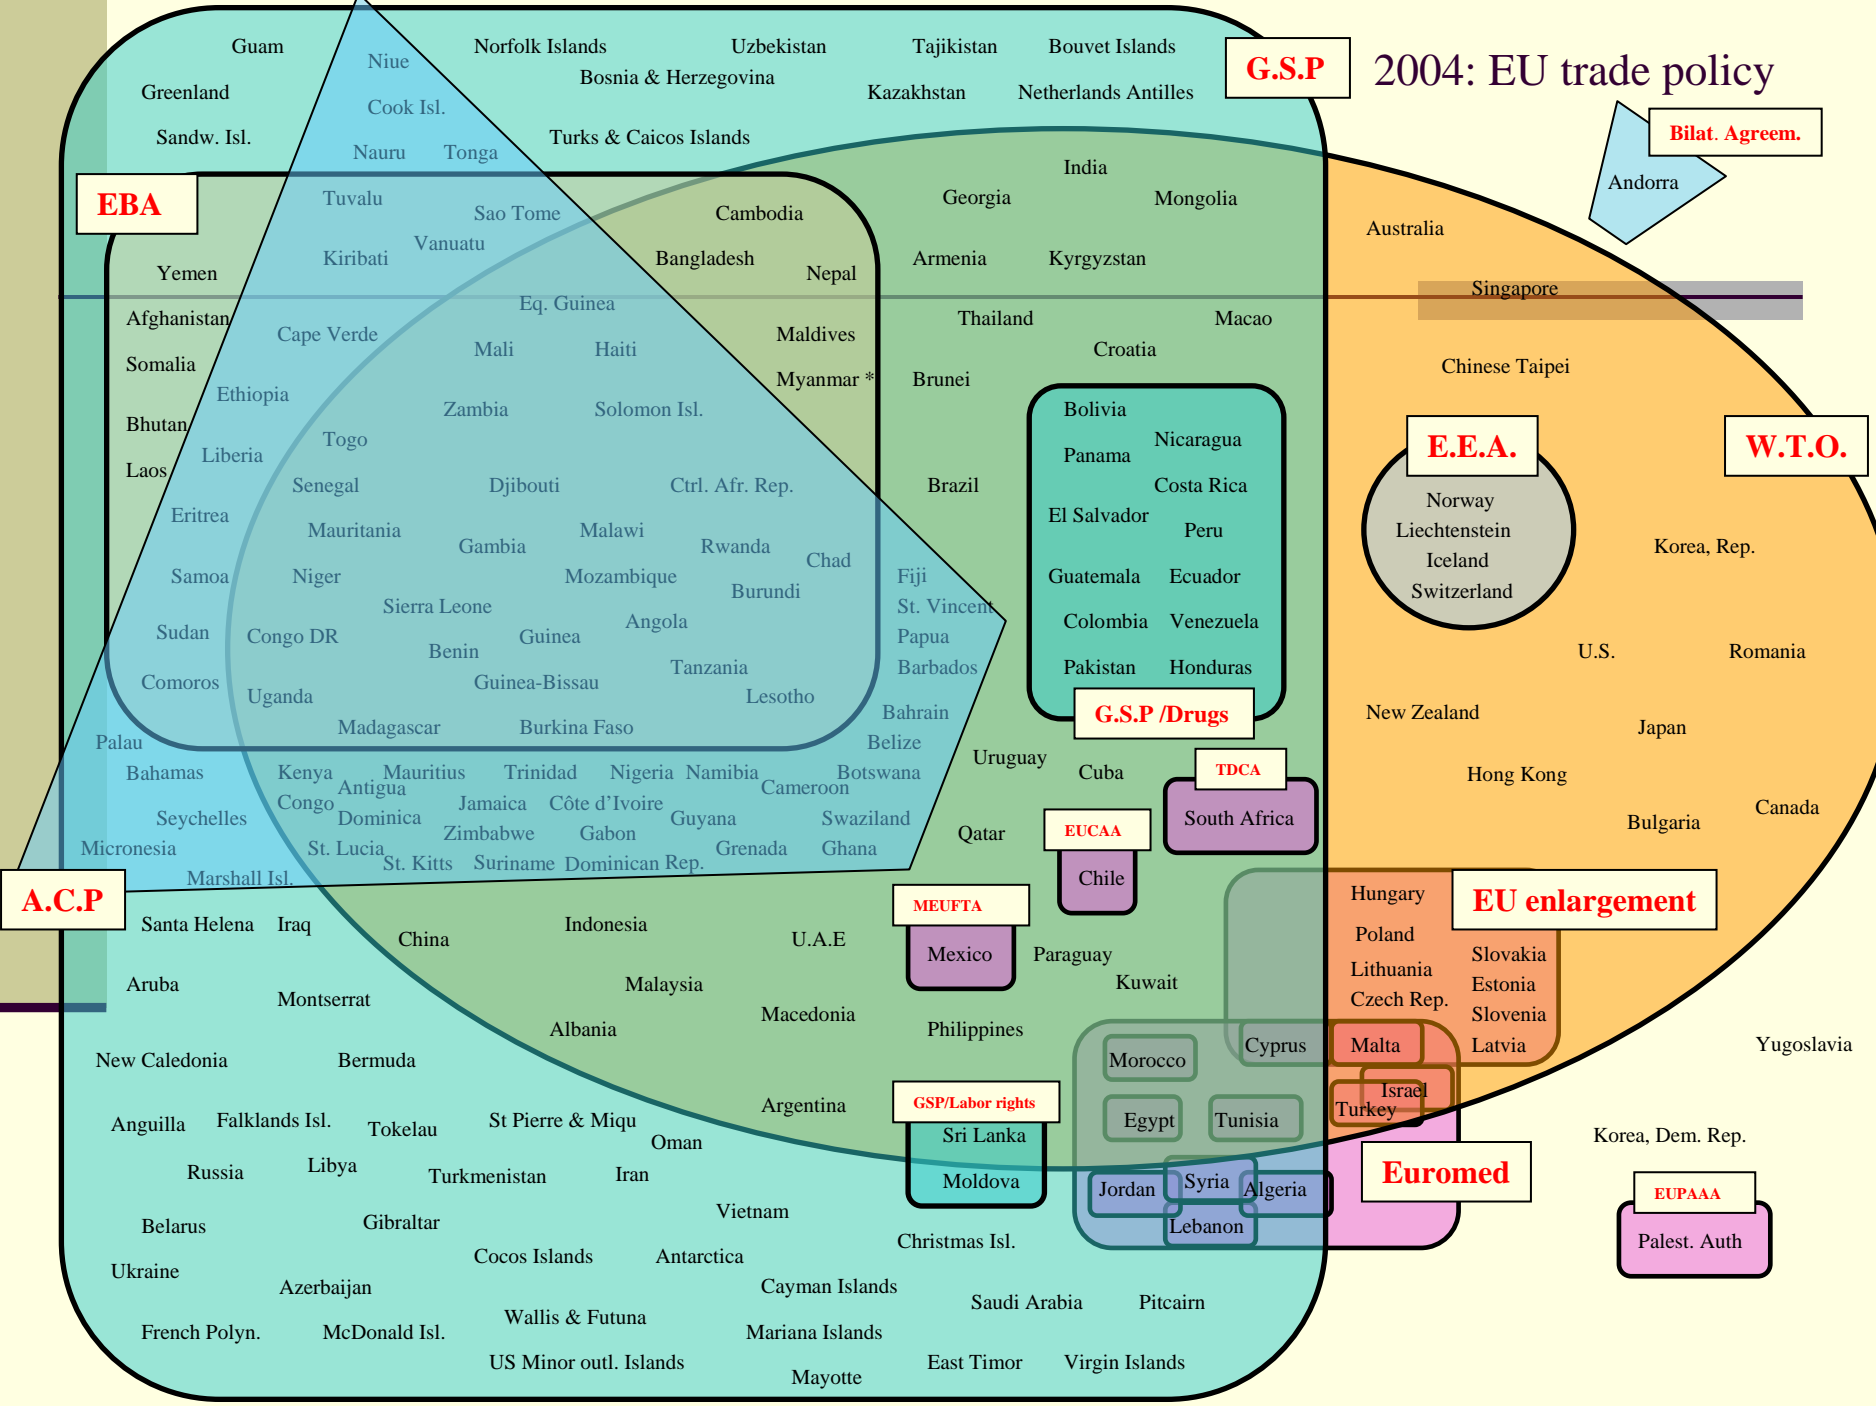 2004: EU trade policy
G.S.P
Bilat. Agreem.
Andorra
Guam
Niue
Norfolk Islands
Uzbekistan
Tajikistan
Bouvet Islands
Bosnia & Herzegovina
Greenland
Cook Isl.
Kazakhstan
Netherlands Antilles
Sandw. Isl.
Nauru
Tonga
Turks & Caicos Islands
India
EBA
Tuvalu
Sao Tome
Cambodia
Georgia
Mongolia
Australia
Vanuatu
Kiribati
Bangladesh
Armenia
Kyrgyzstan
Yemen
Nepal
Singapore
Eq. Guinea
Afghanistan
Cape Verde
Maldives
Thailand
Macao
Mali
Haiti
Croatia
Somalia
Chinese Taipei
Ethiopia
Myanmar *
Brunei
Zambia
Solomon Isl.
Bolivia
Bhutan
Togo
Nicaragua
Liberia
Panama
E.E.A.
W.T.O.
Laos
Senegal
Djibouti
Ctrl. Afr. Rep.
Brazil
Costa Rica
Norway
Eritrea
Mauritania
Malawi
El Salvador
Peru
Liechtenstein
Gambia
Rwanda
Chad
Iceland
Korea, Rep.
Samoa
Niger
Mozambique
Burundi
Fiji
Guatemala
Ecuador
Switzerland
Sierra Leone
St. Vincent
Angola
Colombia
Venezuela
Sudan
Congo DR
Guinea
Papua
Benin
U.S.
Romania
Tanzania
Barbados
Pakistan
Honduras
Comoros
Uganda
Guinea-Bissau
Lesotho
Bahrain
G.S.P /Drugs
New Zealand
Madagascar
Burkina Faso
Japan
Palau
Belize
Uruguay
Bahamas
Kenya
Mauritius
Trinidad
Nigeria
Namibia
Botswana
Cuba
TDCA
Hong Kong
Antigua
Cameroon
Congo
Jamaica
Côte d’Ivoire
Canada
Seychelles
Dominica
Guyana
Swaziland
South Africa
Bulgaria
Zimbabwe
Gabon
Qatar
EUCAA
Micronesia
St. Lucia
Grenada
Ghana
St. Kitts
Suriname
Dominican Rep.
Marshall Isl.
Chile
Hungary
EU enlargement
A.C.P
MEUFTA
Santa Helena
Iraq
China
Indonesia
U.A.E
Poland
Mexico
Paraguay
Slovakia
Lithuania
Aruba
Malaysia
Kuwait
Estonia
Montserrat
Czech Rep.
Macedonia
Slovenia
Albania
Philippines
Cyprus
Malta
Latvia
Yugoslavia
New Caledonia
Bermuda
Morocco
Israel
Argentina
GSP/Labor rights
Turkey
Anguilla
Falklands Isl.
Tokelau
St Pierre & Miqu
Egypt
Tunisia
Oman
Sri Lanka
Korea, Dem. Rep.
Russia
Libya
Turkmenistan
Iran
Moldova
Jordan
Syria
Algeria
Euromed
EUPAAA
Vietnam
Belarus
Gibraltar
Lebanon
Christmas Isl.
Palest. Auth
Cocos Islands
Antarctica
Ukraine
Azerbaijan
Cayman Islands
Saudi Arabia
Pitcairn
Wallis & Futuna
French Polyn.
McDonald Isl.
Mariana Islands
US Minor outl. Islands
East Timor
Virgin Islands
Mayotte